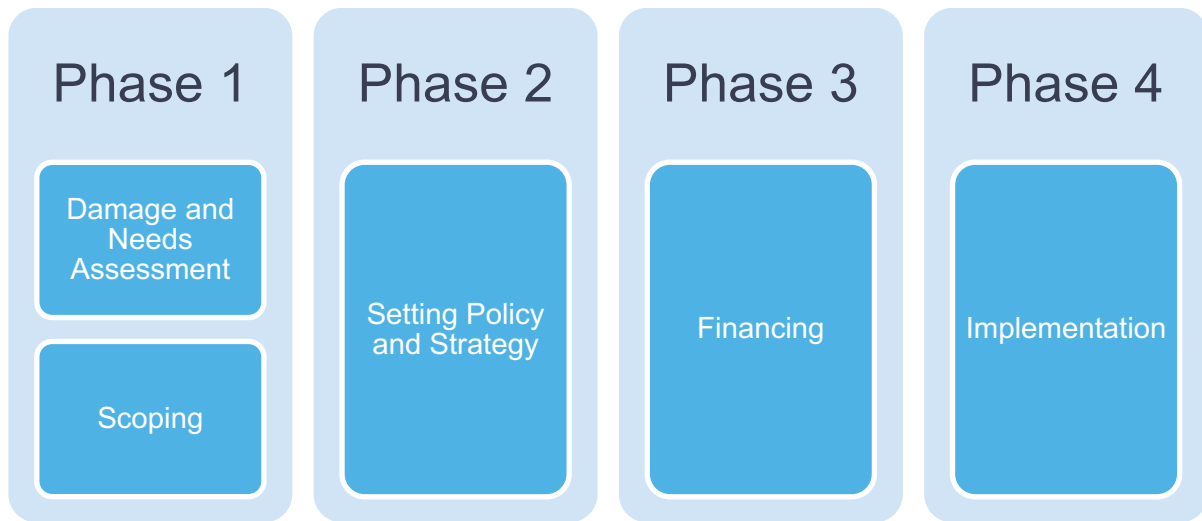 Phase 1
Damage and
Needs
Assessment
Scoping
Phase 2
Setting Policy
and Strategy
Phase 3
Financing
Phase 4
Implementation